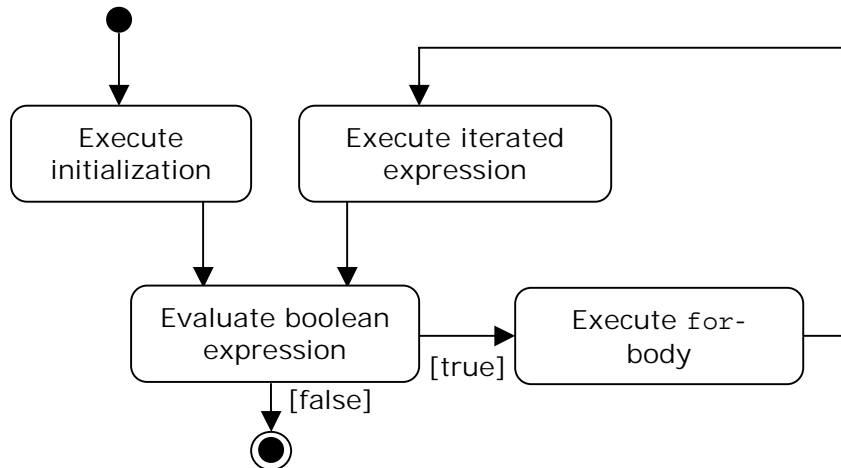 Execute
initialization
Execute iterated
expression
Evaluate boolean
expression
[true]
Execute for-
body
[false]